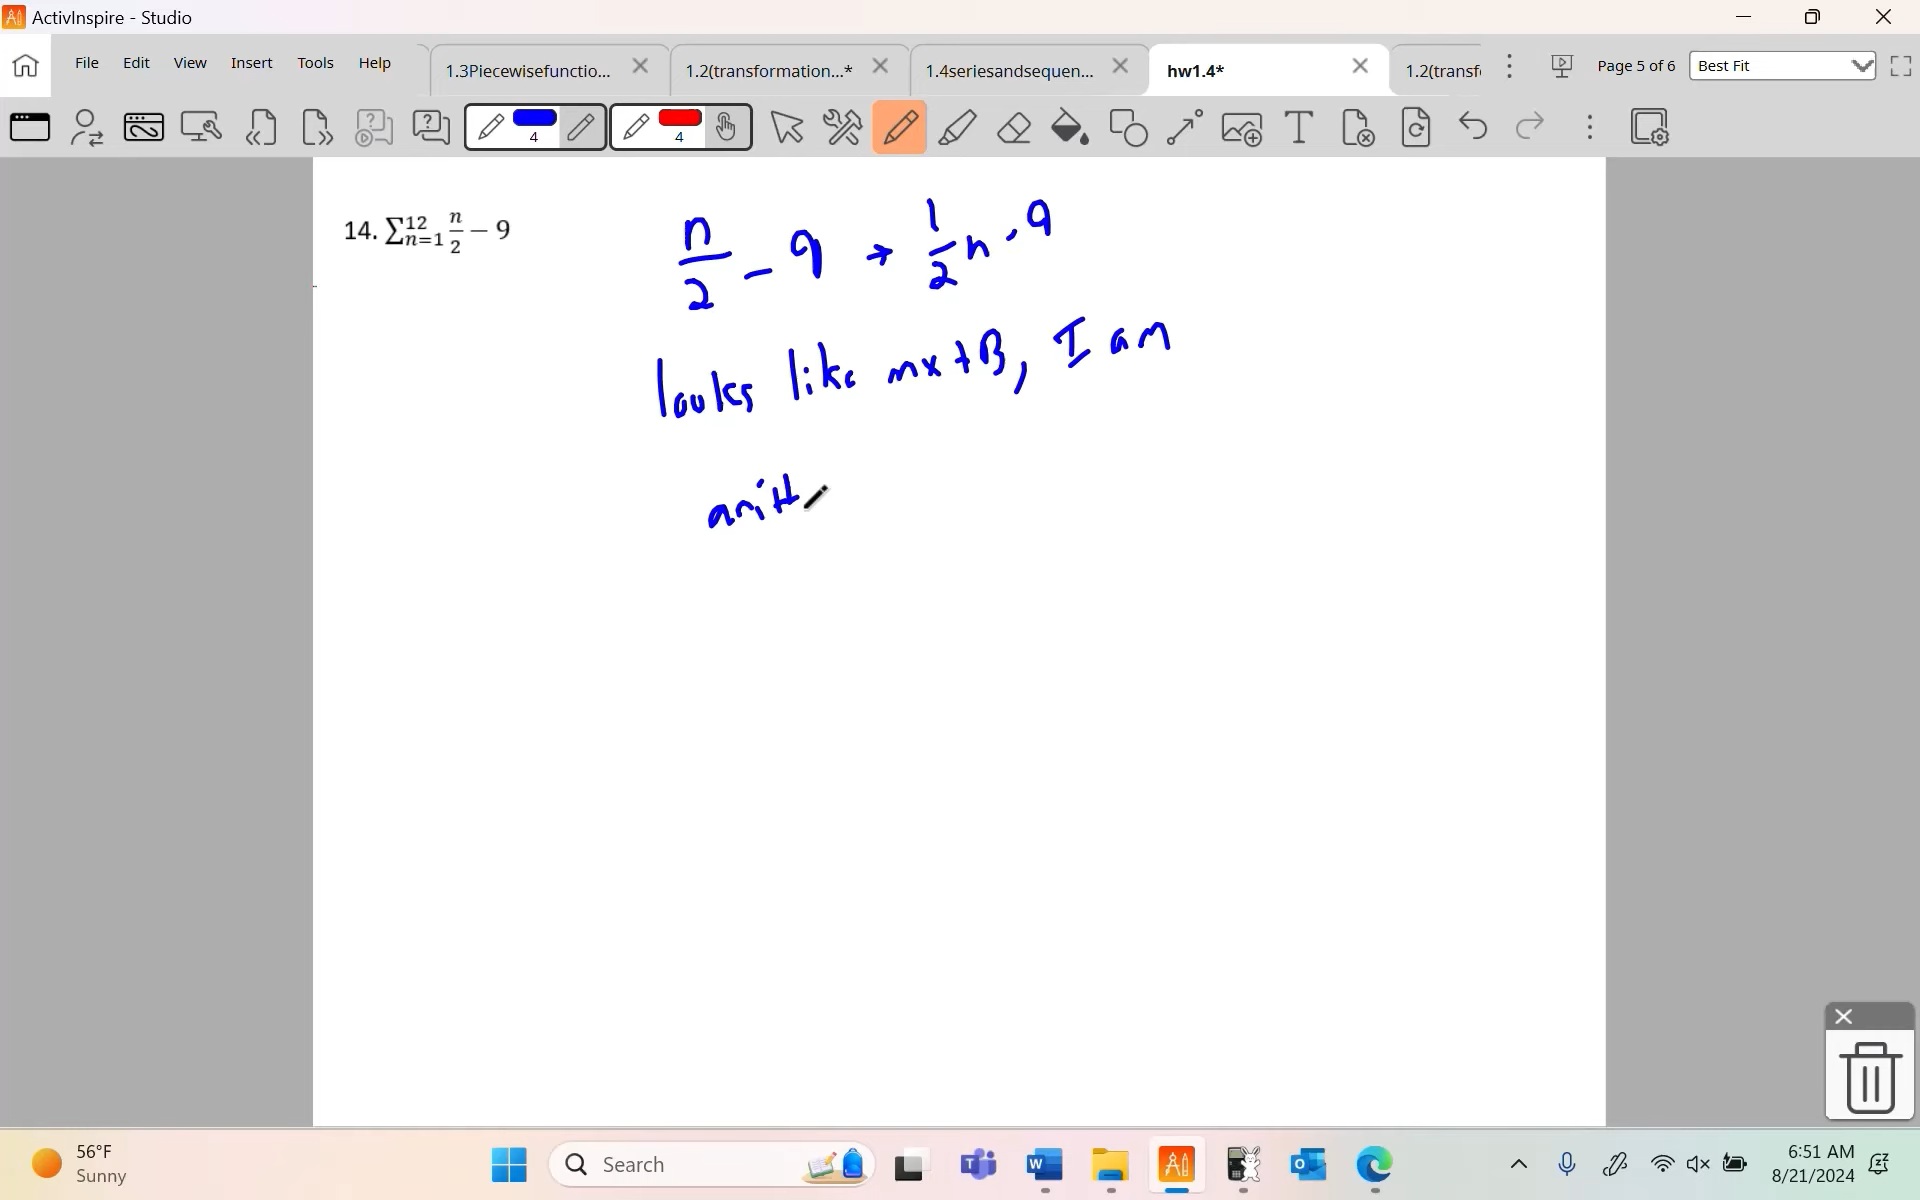 ActivInspire - Studio
File Edit View Insert Tools Help
1.3Piecewisefunctio...
1.2(transformation...*
1.4seriesandsequen...
hw1.4*
1.2(transf
Page 5 of 6
Best Fit
4
4
14. ∑_{n=1}^{12} n/2 − 9
n/2 - 9 → 1/2 n - 9
looks like mx+B, I am
arith
56°F
Sunny
Search
6:51 AM
8/21/2024